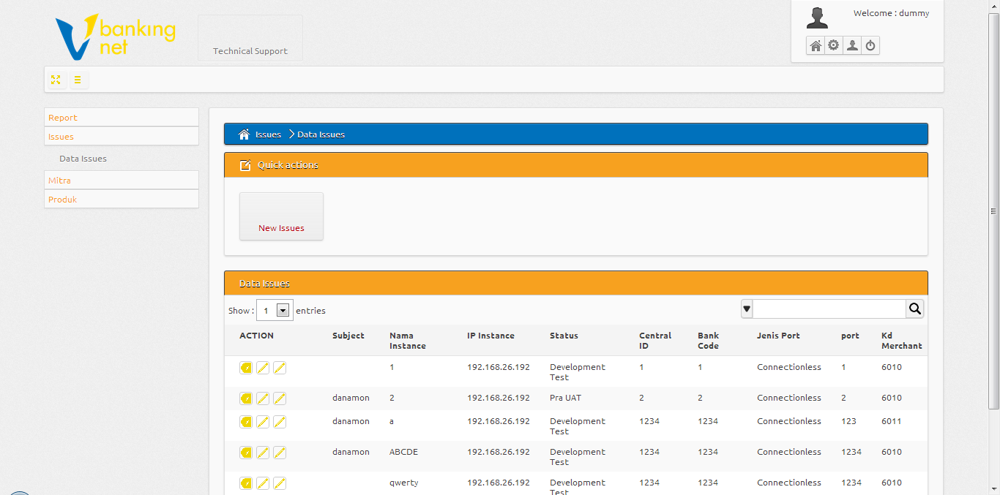 banking
net
Technical Support
Welcome : dummy
Report
Issues
Data Issues
Mitra
Produk
Issues Data Issues
Quick actions
New Issues
Data Issues
Show : 1 entries
ACTION Subject Nama Instance IP Instance Status Central ID Bank Code Jenis Port port Kd Merchant
1 192.168.26.192 Development Test 1 1 Connectionless 1 6010
danamon 2 192.168.26.192 Pra UAT 2 2 Connectionless 2 6010
danamon a 192.168.26.192 Development Test 1234 1234 Connectionless 123 6011
danamon ABCDE 192.168.26.192 Development Test 1234 1234 Connectionless 1234 6010
qwerty 192.168.26.192 Development Test 1234 1234 Connectionless 1234 6010